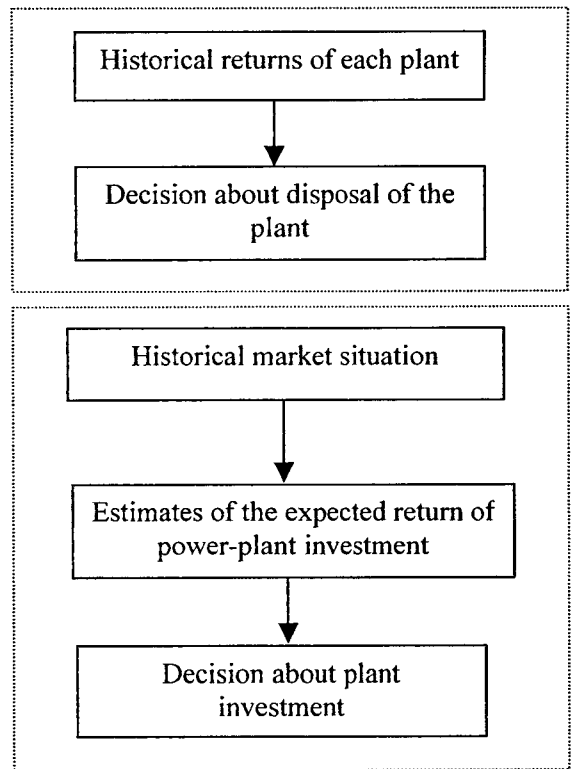 Historical returns of each plant
Decision about disposal of the
plant
Historical market situation
Estimates of the expected return of
power-plant investment
Decision about plant
investment